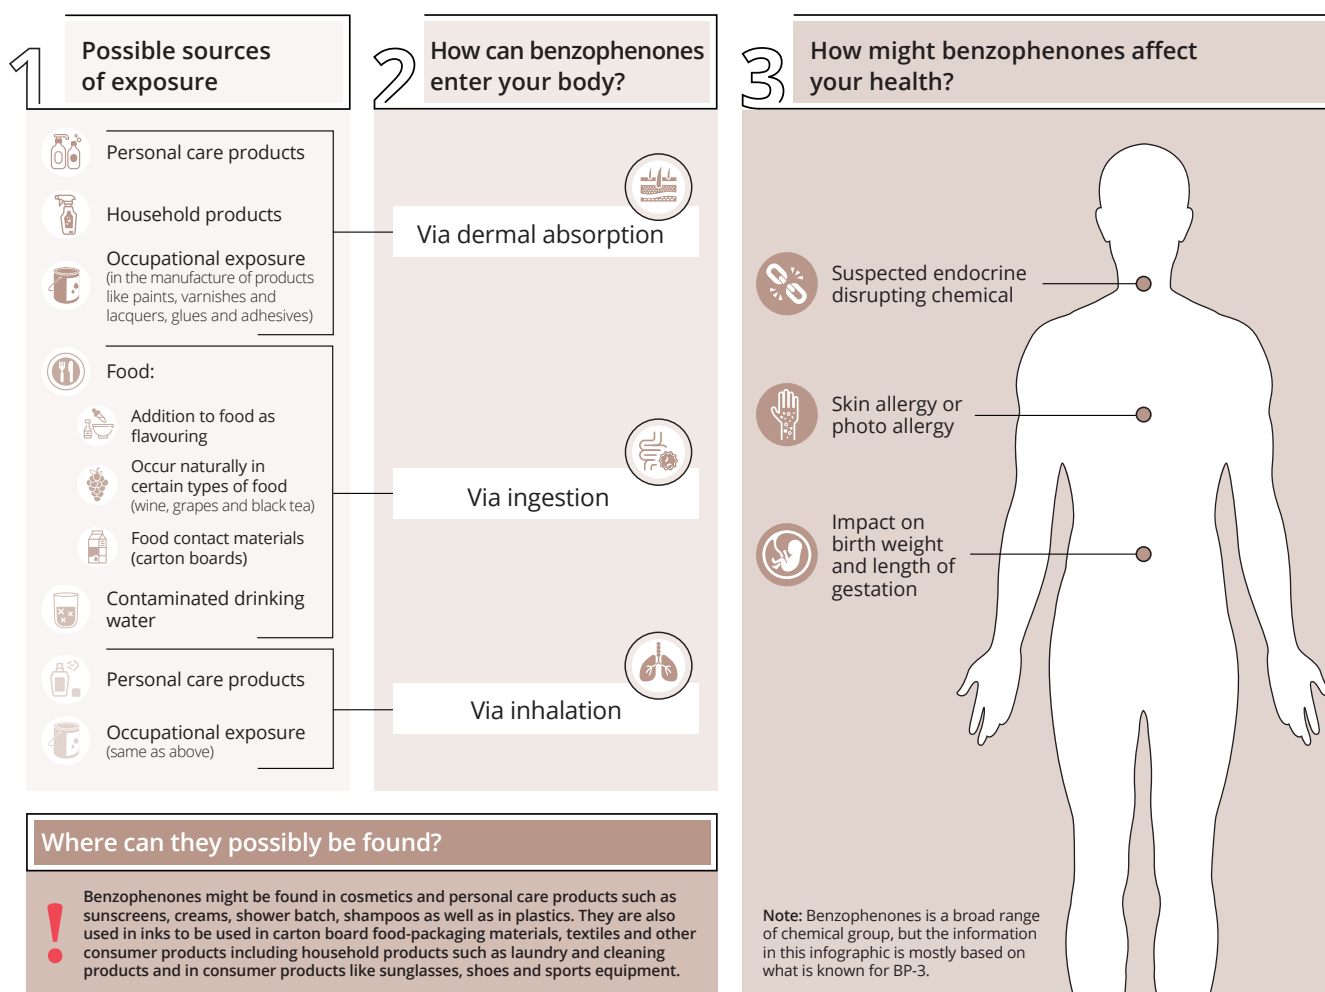 1
Possible sources
of exposure
Personal care products
Household products
Occupational exposure
(in the manufacture of products
like paints, varnishes and
lacquers, glues and adhesives)
Food:
Addition to food as
flavouring
Occur naturally in
certain types of food
(wine, grapes and black tea)
Food contact materials
(carton boards)
Contaminated drinking
water
Personal care products
Occupational exposure
(same as above)
2
How can benzophenones
enter your body?
Via dermal absorption
Via ingestion
Via inhalation
3
How might benzophenones affect
your health?
Suspected endocrine
disrupting chemical
Skin allergy or
photo allergy
Impact on
birth weight
and length of
gestation
Note: Benzophenones is a broad range
of chemical group, but the information
in this infographic is mostly based on
what is known for BP-3.
Where can they possibly be found?
!
Benzophenones might be found in cosmetics and personal care products such as
sunscreens, creams, shower batch, shampoos as well as in plastics. They are also
used in inks to be used in carton board food-packaging materials, textiles and other
consumer products including household products such as laundry and cleaning
products and in consumer products like sunglasses, shoes and sports equipment.